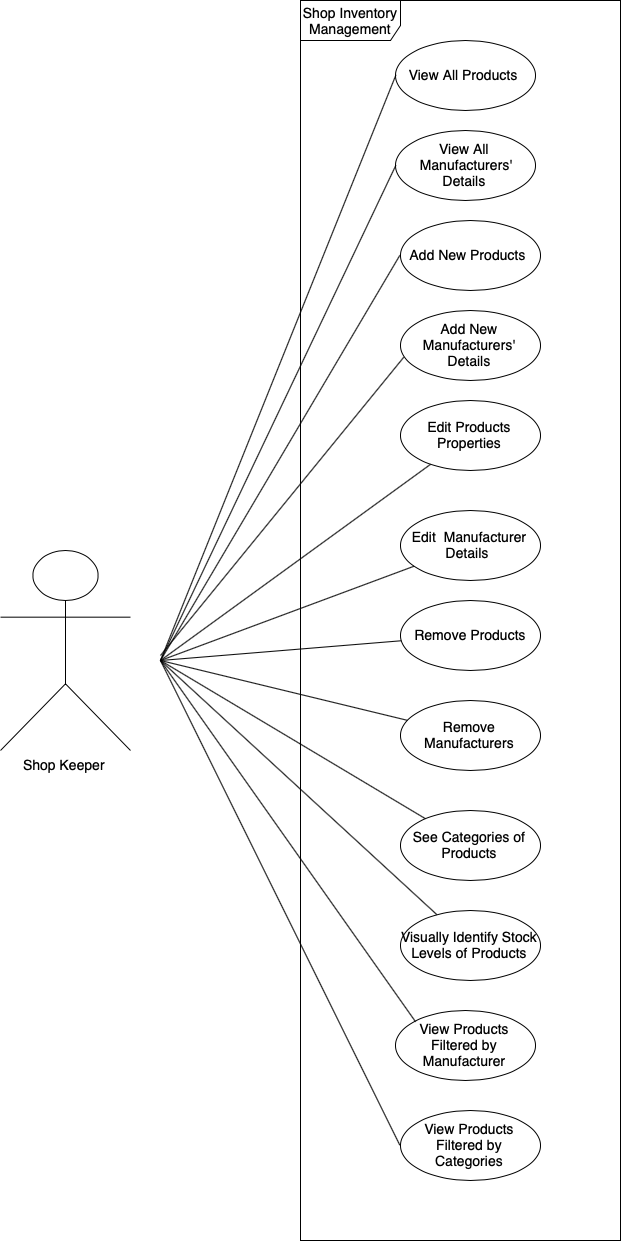 Shop Inventory
Management
View All Products
View All
Manufacturers'
Details
Add New Products
Add New
Manufacturers'
Details
Edit Products
Properties
Edit  Manufacturer
Details
Remove Products
Remove
Manufacturers
Shop Keeper
See Categories of
Products
Visually Identify Stock
Levels of Products
View Products
Filtered by
Manufacturer
View Products
Filtered by
Categories